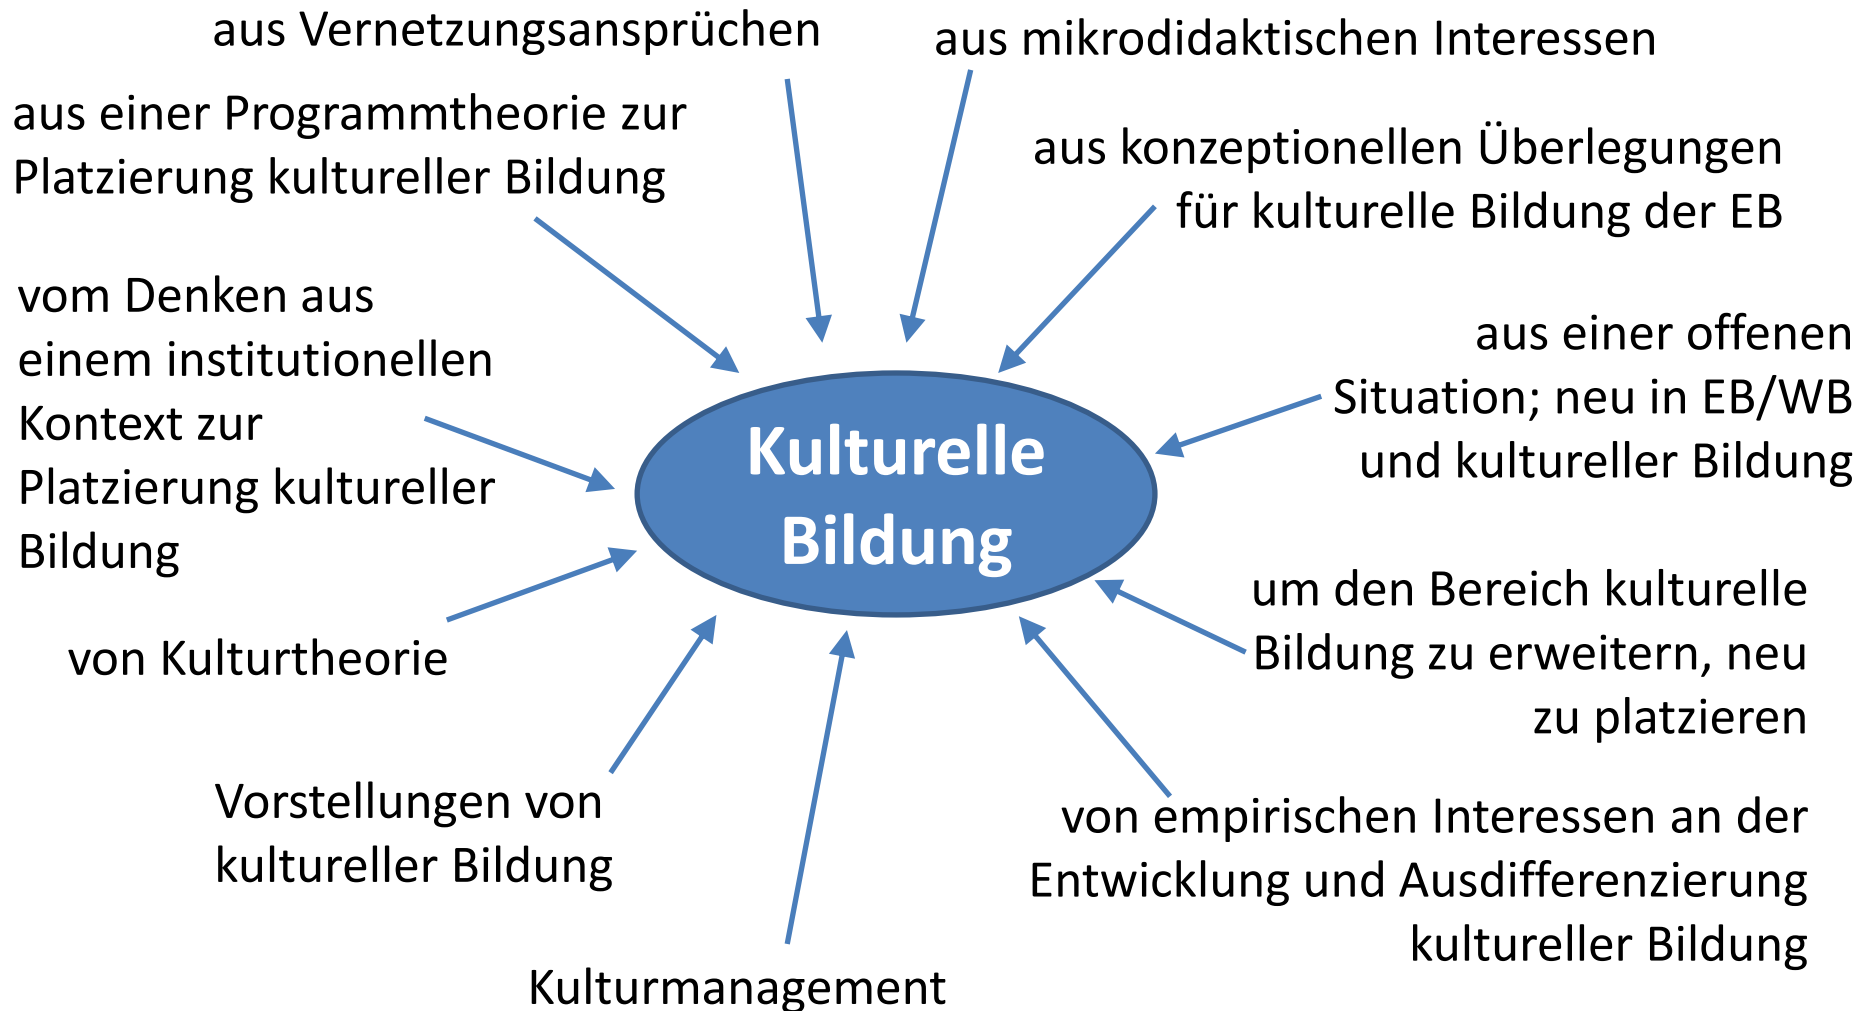 aus Vernetzungsansprüchen
aus mikrodidaktischen Interessen
aus einer Programmtheorie zur
Platzierung kultureller Bildung
aus konzeptionellen Überlegungen
für kulturelle Bildung der EB
vom Denken aus
einem institutionellen
Kontext zur
Platzierung kultureller
Bildung
aus einer offenen
Situation; neu in EB/WB
und kultureller Bildung
Kulturelle
Bildung
von Kulturtheorie
um den Bereich kulturelle
Bildung zu erweitern, neu
zu platzieren
Vorstellungen von
kultureller Bildung
von empirischen Interessen an der
Entwicklung und Ausdifferenzierung
kultureller Bildung
Kulturmanagement